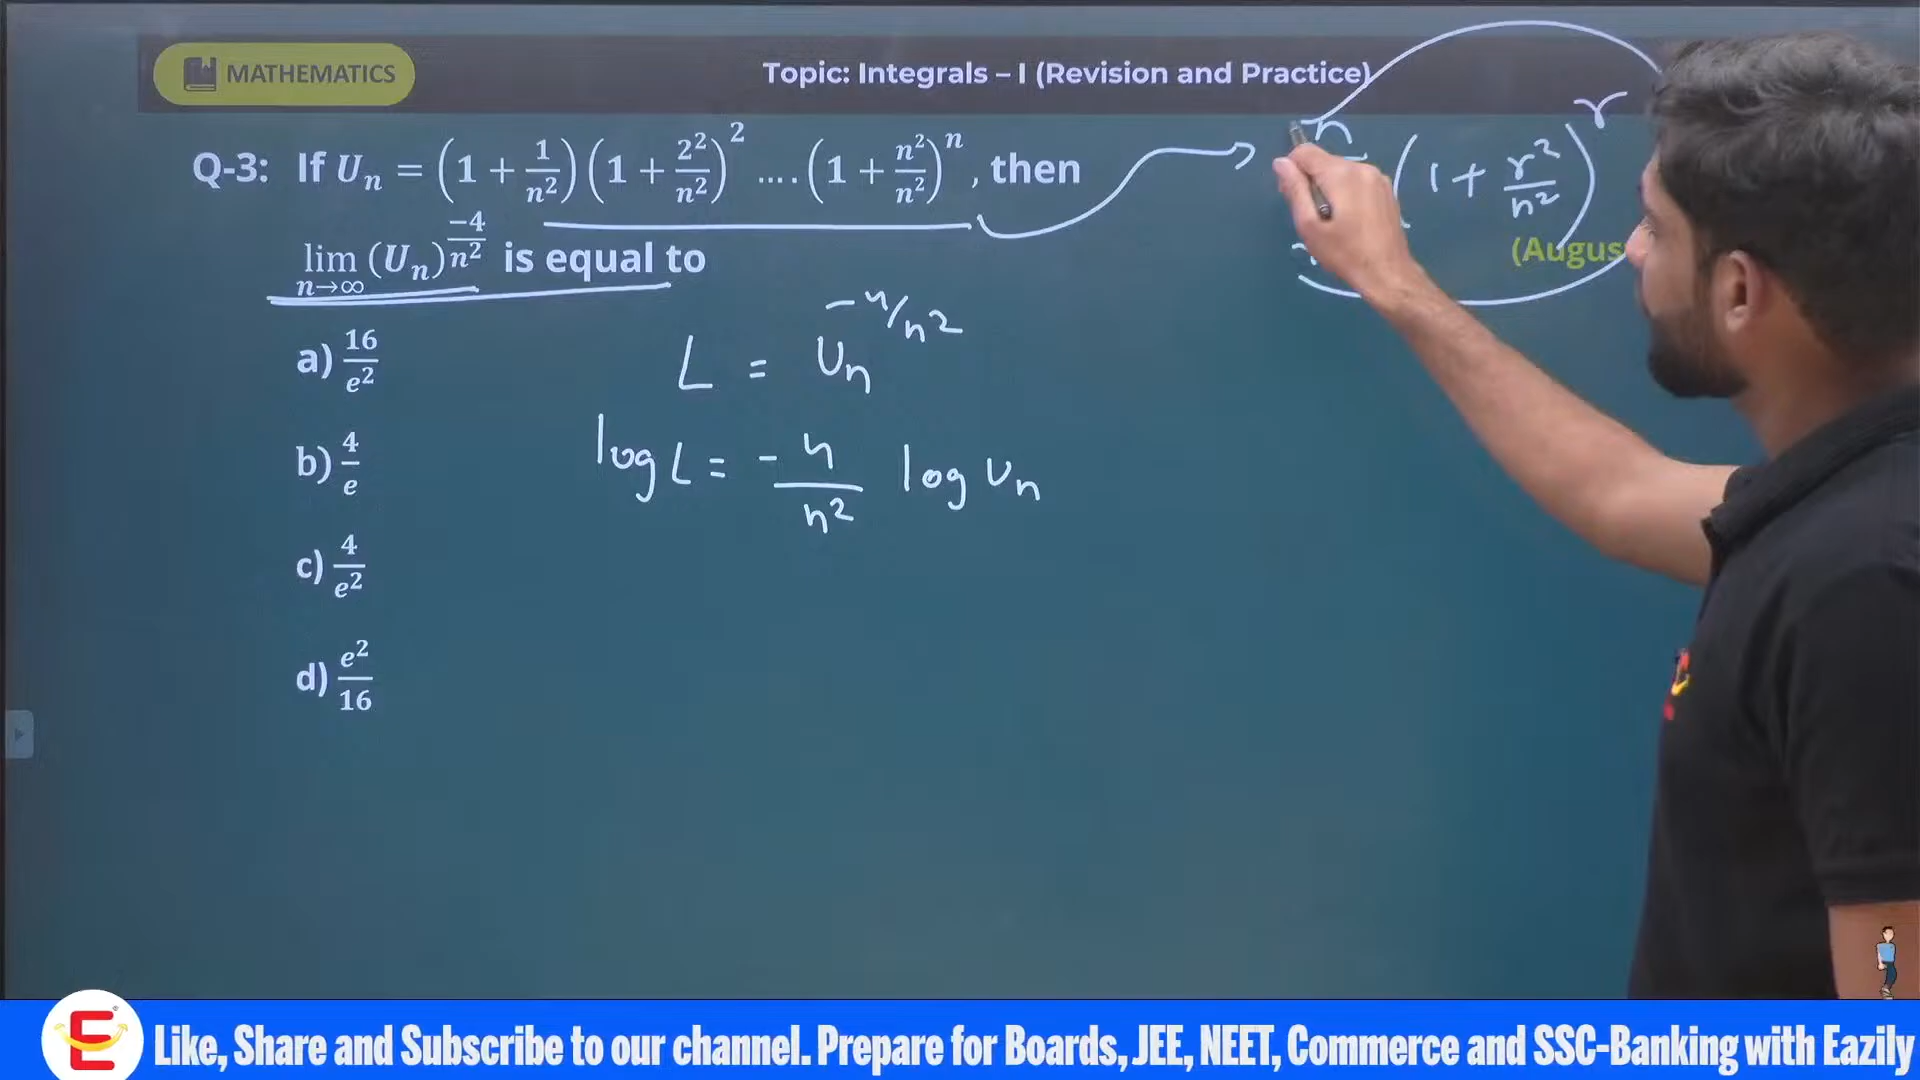 MATHEMATICS
Topic: Integrals – I (Revision and Practice)
Q-3: If Uₙ = (1 + 1/n²)(1 + 2²/n²)² .... (1 + n²/n²)ⁿ, then
lim n→∞ (Uₙ)^(-4/n²) is equal to
(1 + r²/n²)^r
(Augus
a) 16/e²
b) 4/e
c) 4/e²
d) e²/16
L = Uₙ^(-4/n²)
log L = - 4/n² log Uₙ
Like, Share and Subscribe to our channel. Prepare for Boards, JEE, NEET, Commerce and SSC-Banking with Eazily